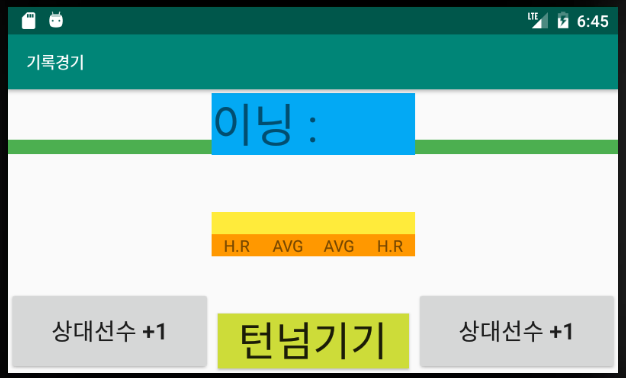 LTE 6:45
기록경기
이닝 :
H.R AVG AVG H.R
상대선수 +1 턴넘기기 상대선수 +1